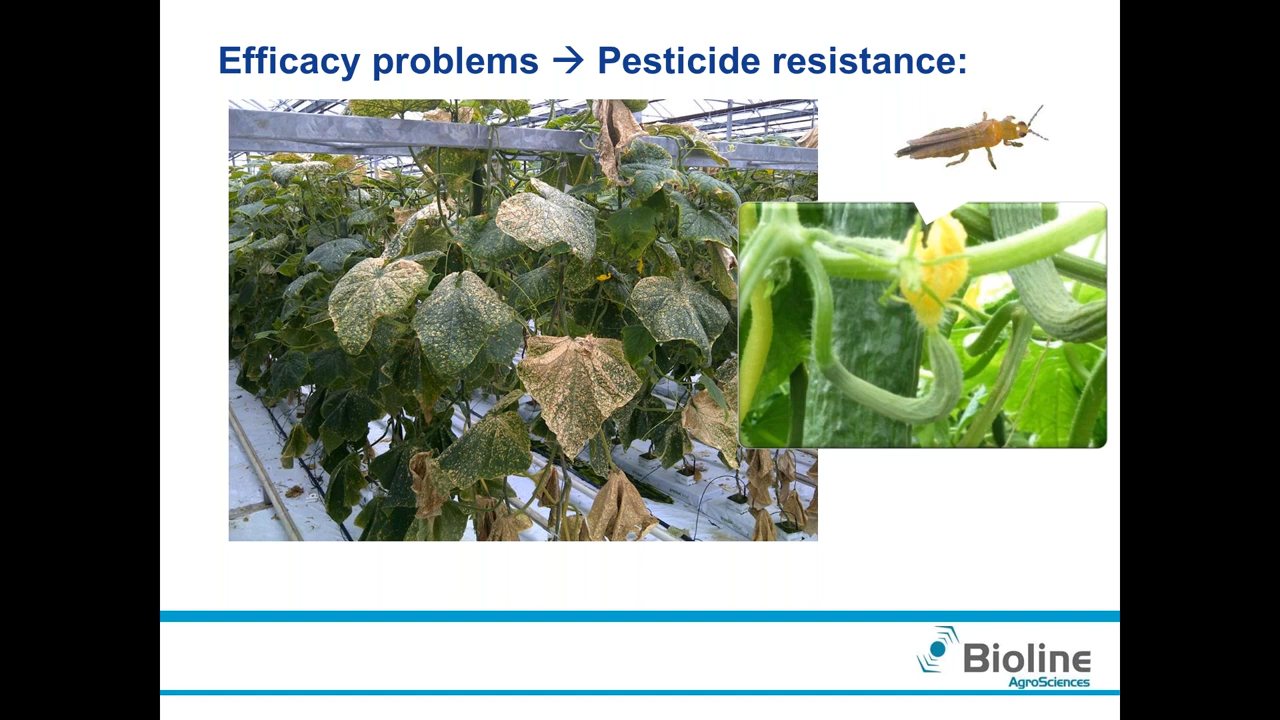 Efficacy problems → Pesticide resistance:
Bioline
AgroSciences